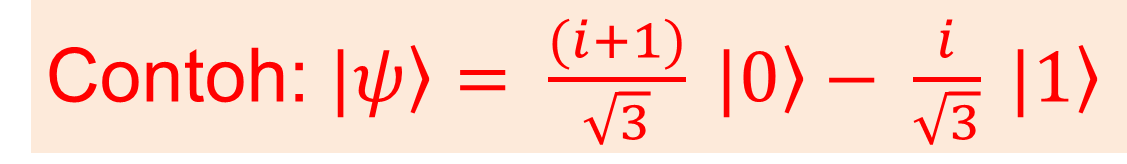 Contoh: |ψ⟩ = (i+1)/√3 |0⟩ − i/√3 |1⟩